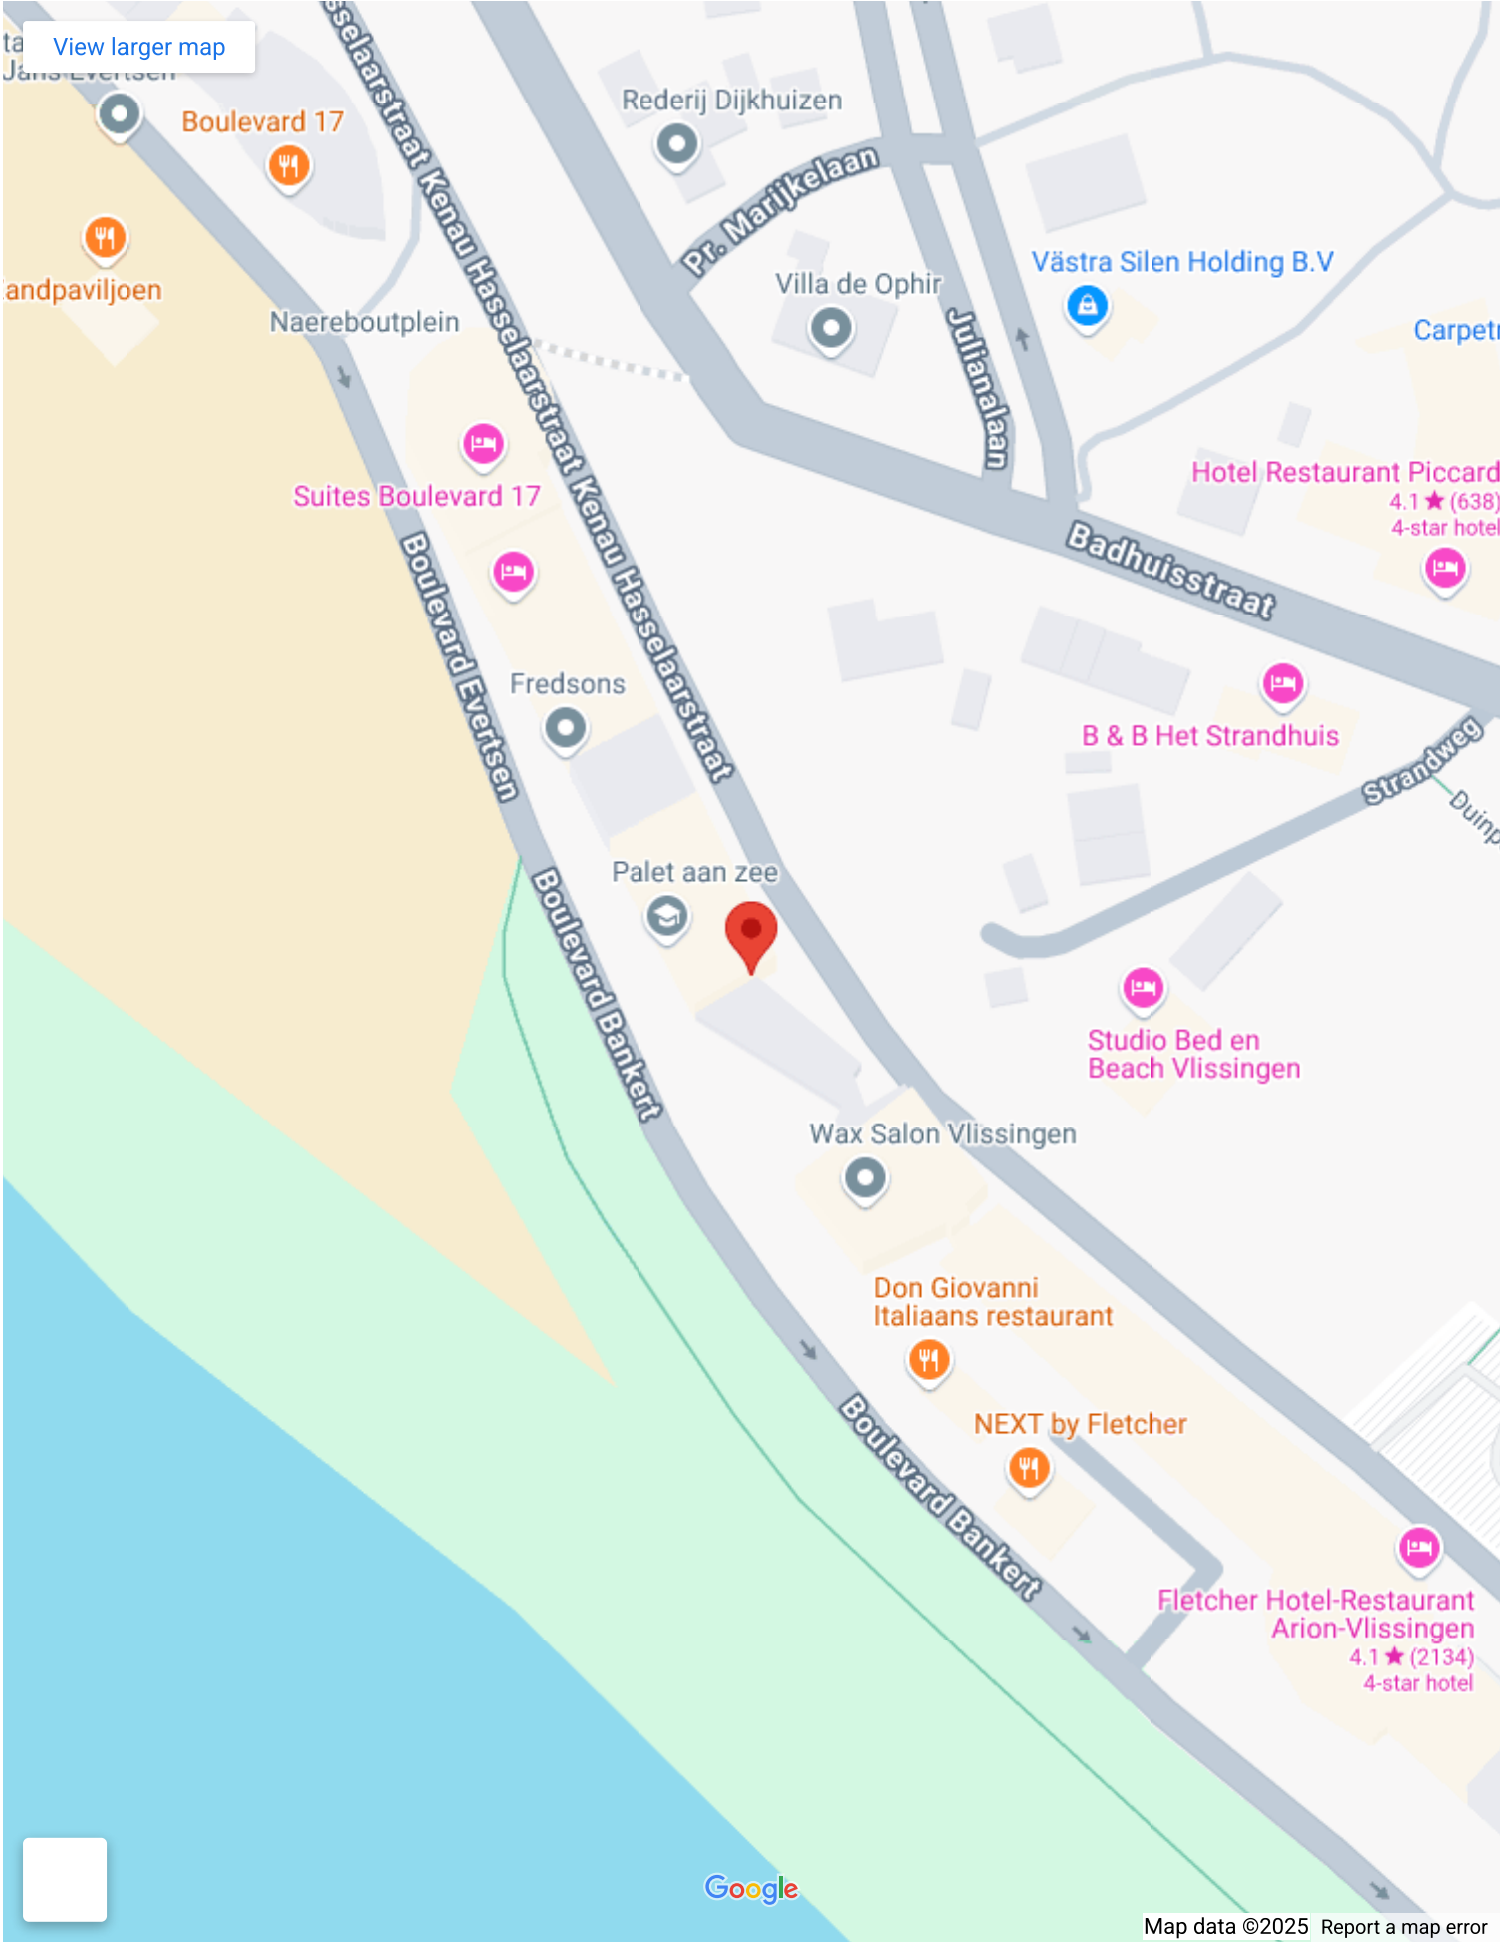 View larger map
Jans Evertsen
Boulevard 17
Rederij Dijkhuizen
Kenau Hasselaarstraat
Pr. Marijkelaan
Västra Silen Holding B.V
Villa de Ophir
andpaviljoen
Naereboutplein
Julianalaan
Kenau Hasselaarstraat
Hotel Restaurant Piccard
4.1 ★ (638)
4-star hotel
Suites Boulevard 17
Badhuisstraat
Boulevard Evertsen
Fredsons
B & B Het Strandhuis
Strandweg
Palet aan zee
Boulevard Bankert
Studio Bed en
Beach Vlissingen
Wax Salon Vlissingen
Don Giovanni
Italiaans restaurant
NEXT by Fletcher
Boulevard Bankert
Fletcher Hotel-Restaurant
Arion-Vlissingen
4.1 ★ (2134)
4-star hotel
Google
Map data ©2025 Report a map error